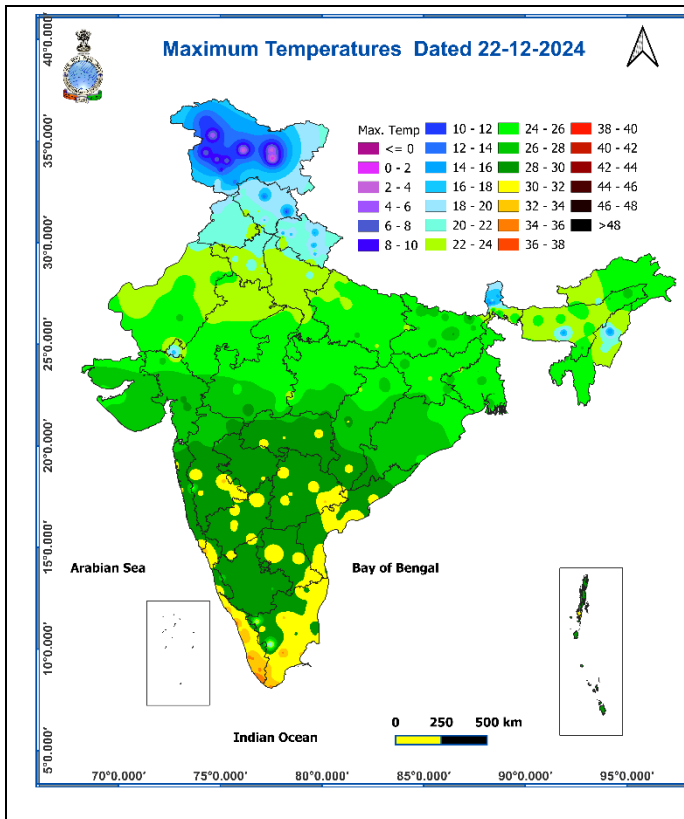 Maximum Temperatures Dated 22-12-2024
Max. Temp
<= 0
0 - 2
2 - 4
4 - 6
6 - 8
8 - 10
10 - 12
12 - 14
14 - 16
16 - 18
18 - 20
20 - 22
22 - 24
24 - 26
26 - 28
28 - 30
30 - 32
32 - 34
34 - 36
36 - 38
38 - 40
40 - 42
42 - 44
44 - 46
46 - 48
>48
40°0.000'
35°0.000'
30°0.000'
25°0.000'
20°0.000'
15°0.000'
10°0.000'
5°0.000'
Arabian Sea
Bay of Bengal
Indian Ocean
0 250 500 km
70°0.000' 75°0.000' 80°0.000' 85°0.000' 90°0.000' 95°0.000'